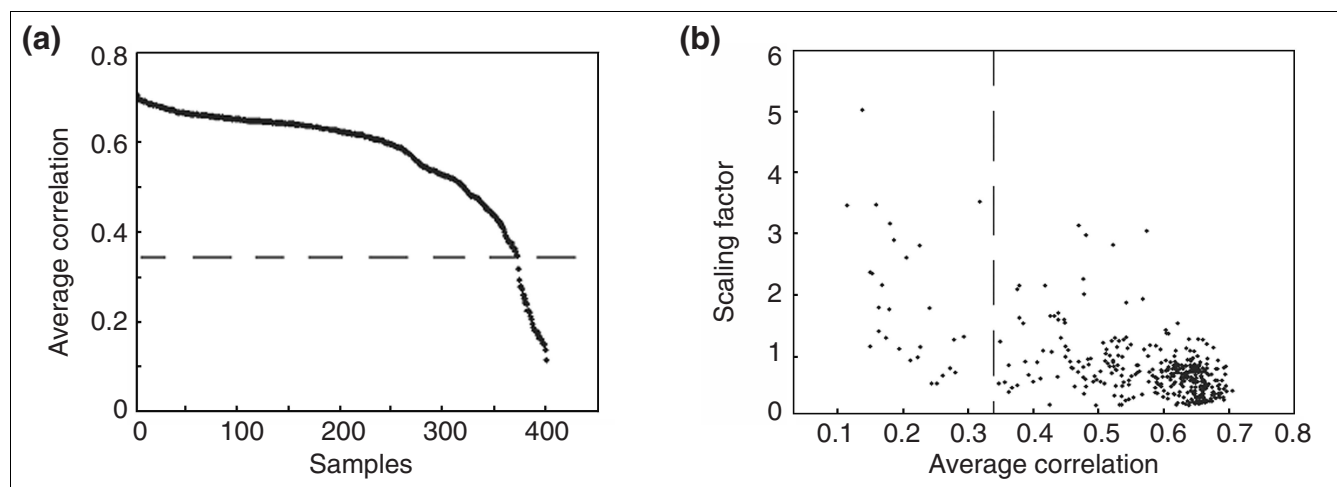 (a)
0.8
0.6
0.4
0.2
0
Average correlation
0 100 200 300 400
Samples
(b)
6
5
4
3
2
1
0
Scaling factor
0.1 0.2 0.3 0.4 0.5 0.6 0.7 0.8
Average correlation